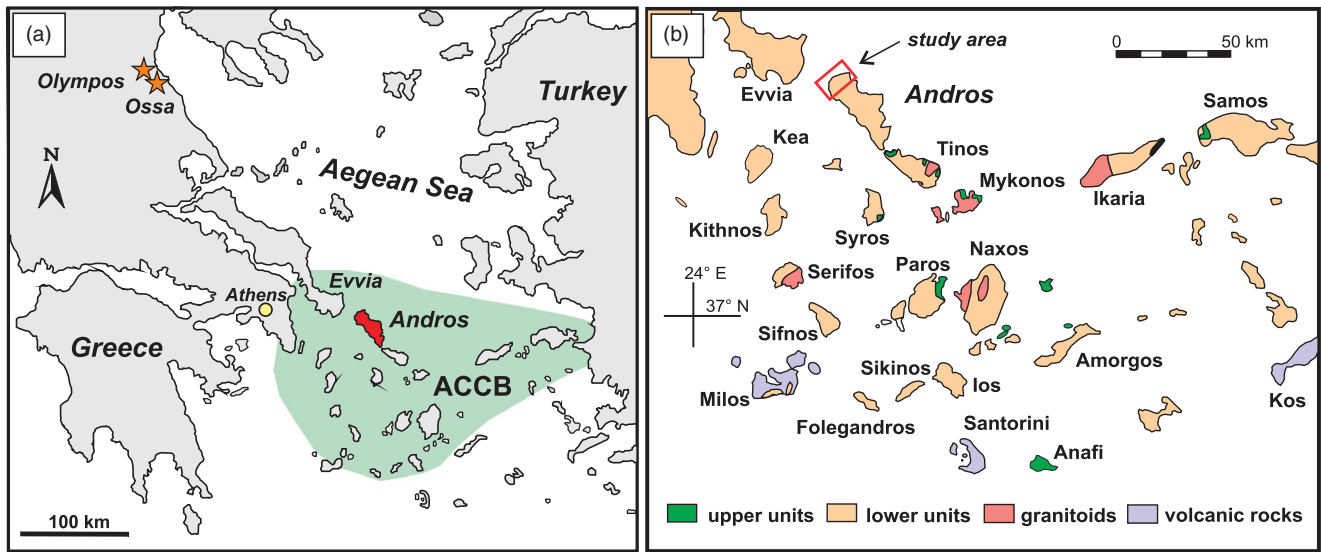 (a)
Olympos
Ossa
Turkey
N
Aegean Sea
Evvia
Athens
Andros
Greece
ACCB
100 km
(b)
study area
0 50 km
Evvia
Andros
Samos
Kea
Tinos
Mykonos
Ikaria
Kithnos
Syros
Naxos
Serifos
Paros
24° E
37° N
Sifnos
Amorgos
Sikinos
Ios
Milos
Kos
Folegandros
Santorini
Anafi
upper units
lower units
granitoids
volcanic rocks